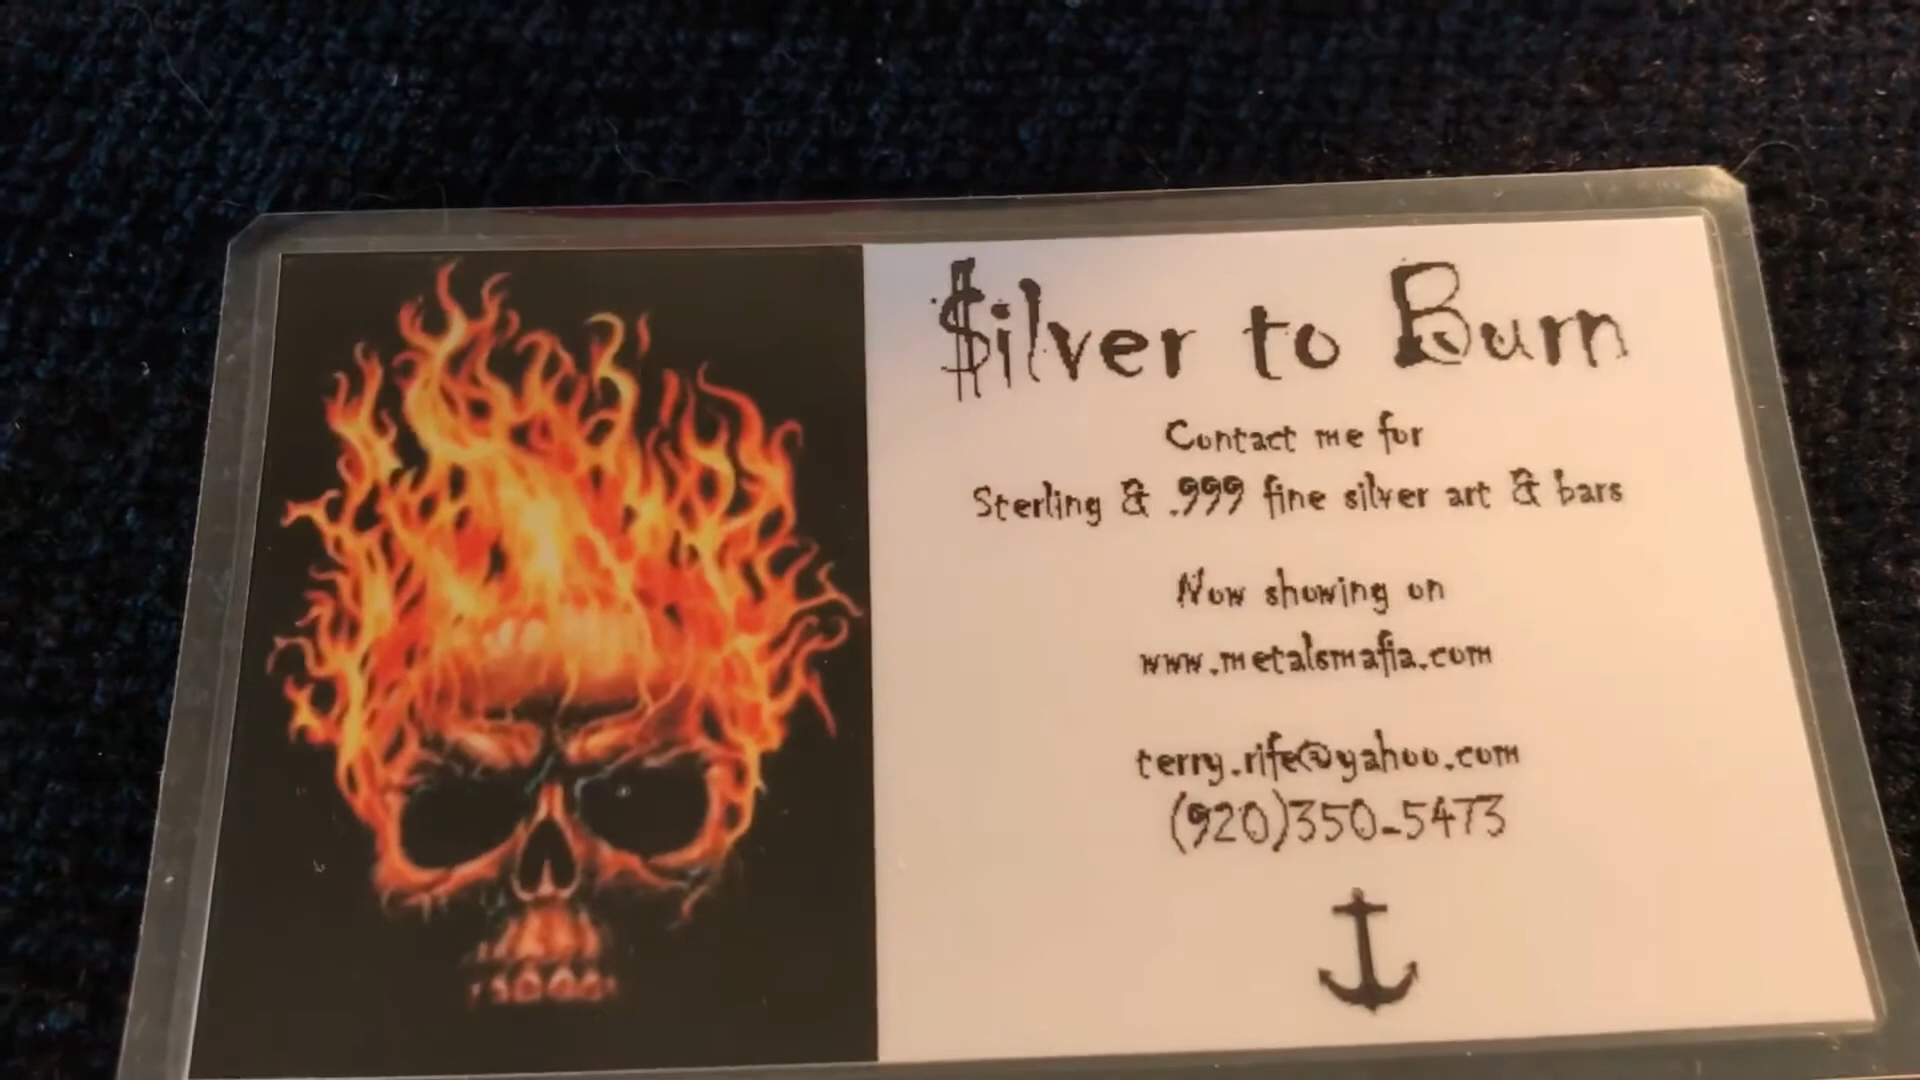 $ilver to Burn
Contact me for
Sterling & .999 fine silver art & bars
Now showing on
www.metalsmafia.com
terry.rife@yahoo.com
(920)350-5473